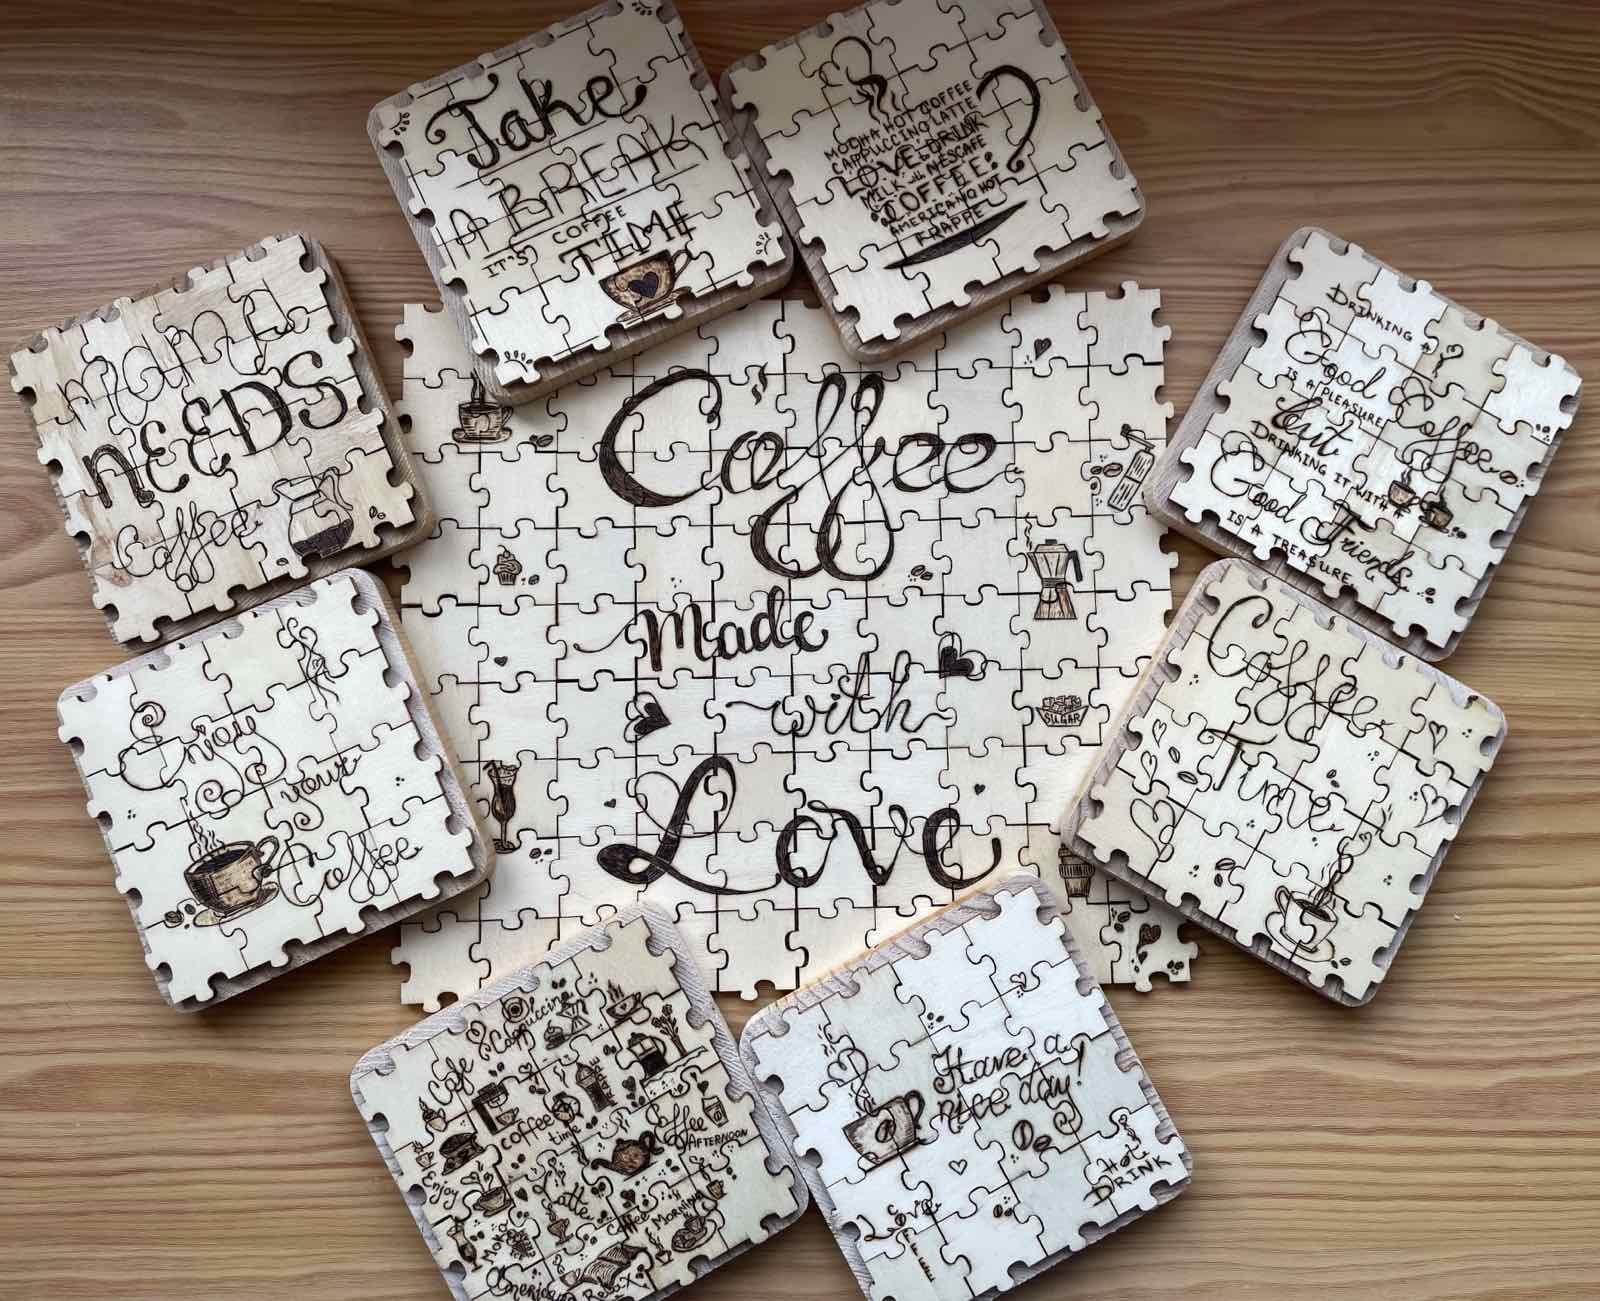 Take
A BREAK
IT'S COFFEE
TIME
MOCHA HOT COFFEE
CAPPUCCINO LATTE
LOVE DRINK
MILK with NESCAFE
COFFEE
AMERICANO HOT
FRAPPE
mama
NEEDS
Coffee
DRINKING A
Good Coffee
IS A PLEASURE
but
DRINKING IT WITH A
Good Friends
IS A TREASURE
Coffee
Made
with
Love
SUGAR
Enjoy
your
Coffee
Coffee
Time
Cafe
Cappuccino
coffee
time
Coffee
AFTERNOON
Enjoy
Latte
Coffee
MORNING
Moka
Americano
Relax
Have a
nice day!
Hot
DRINK
Love
COFFEE